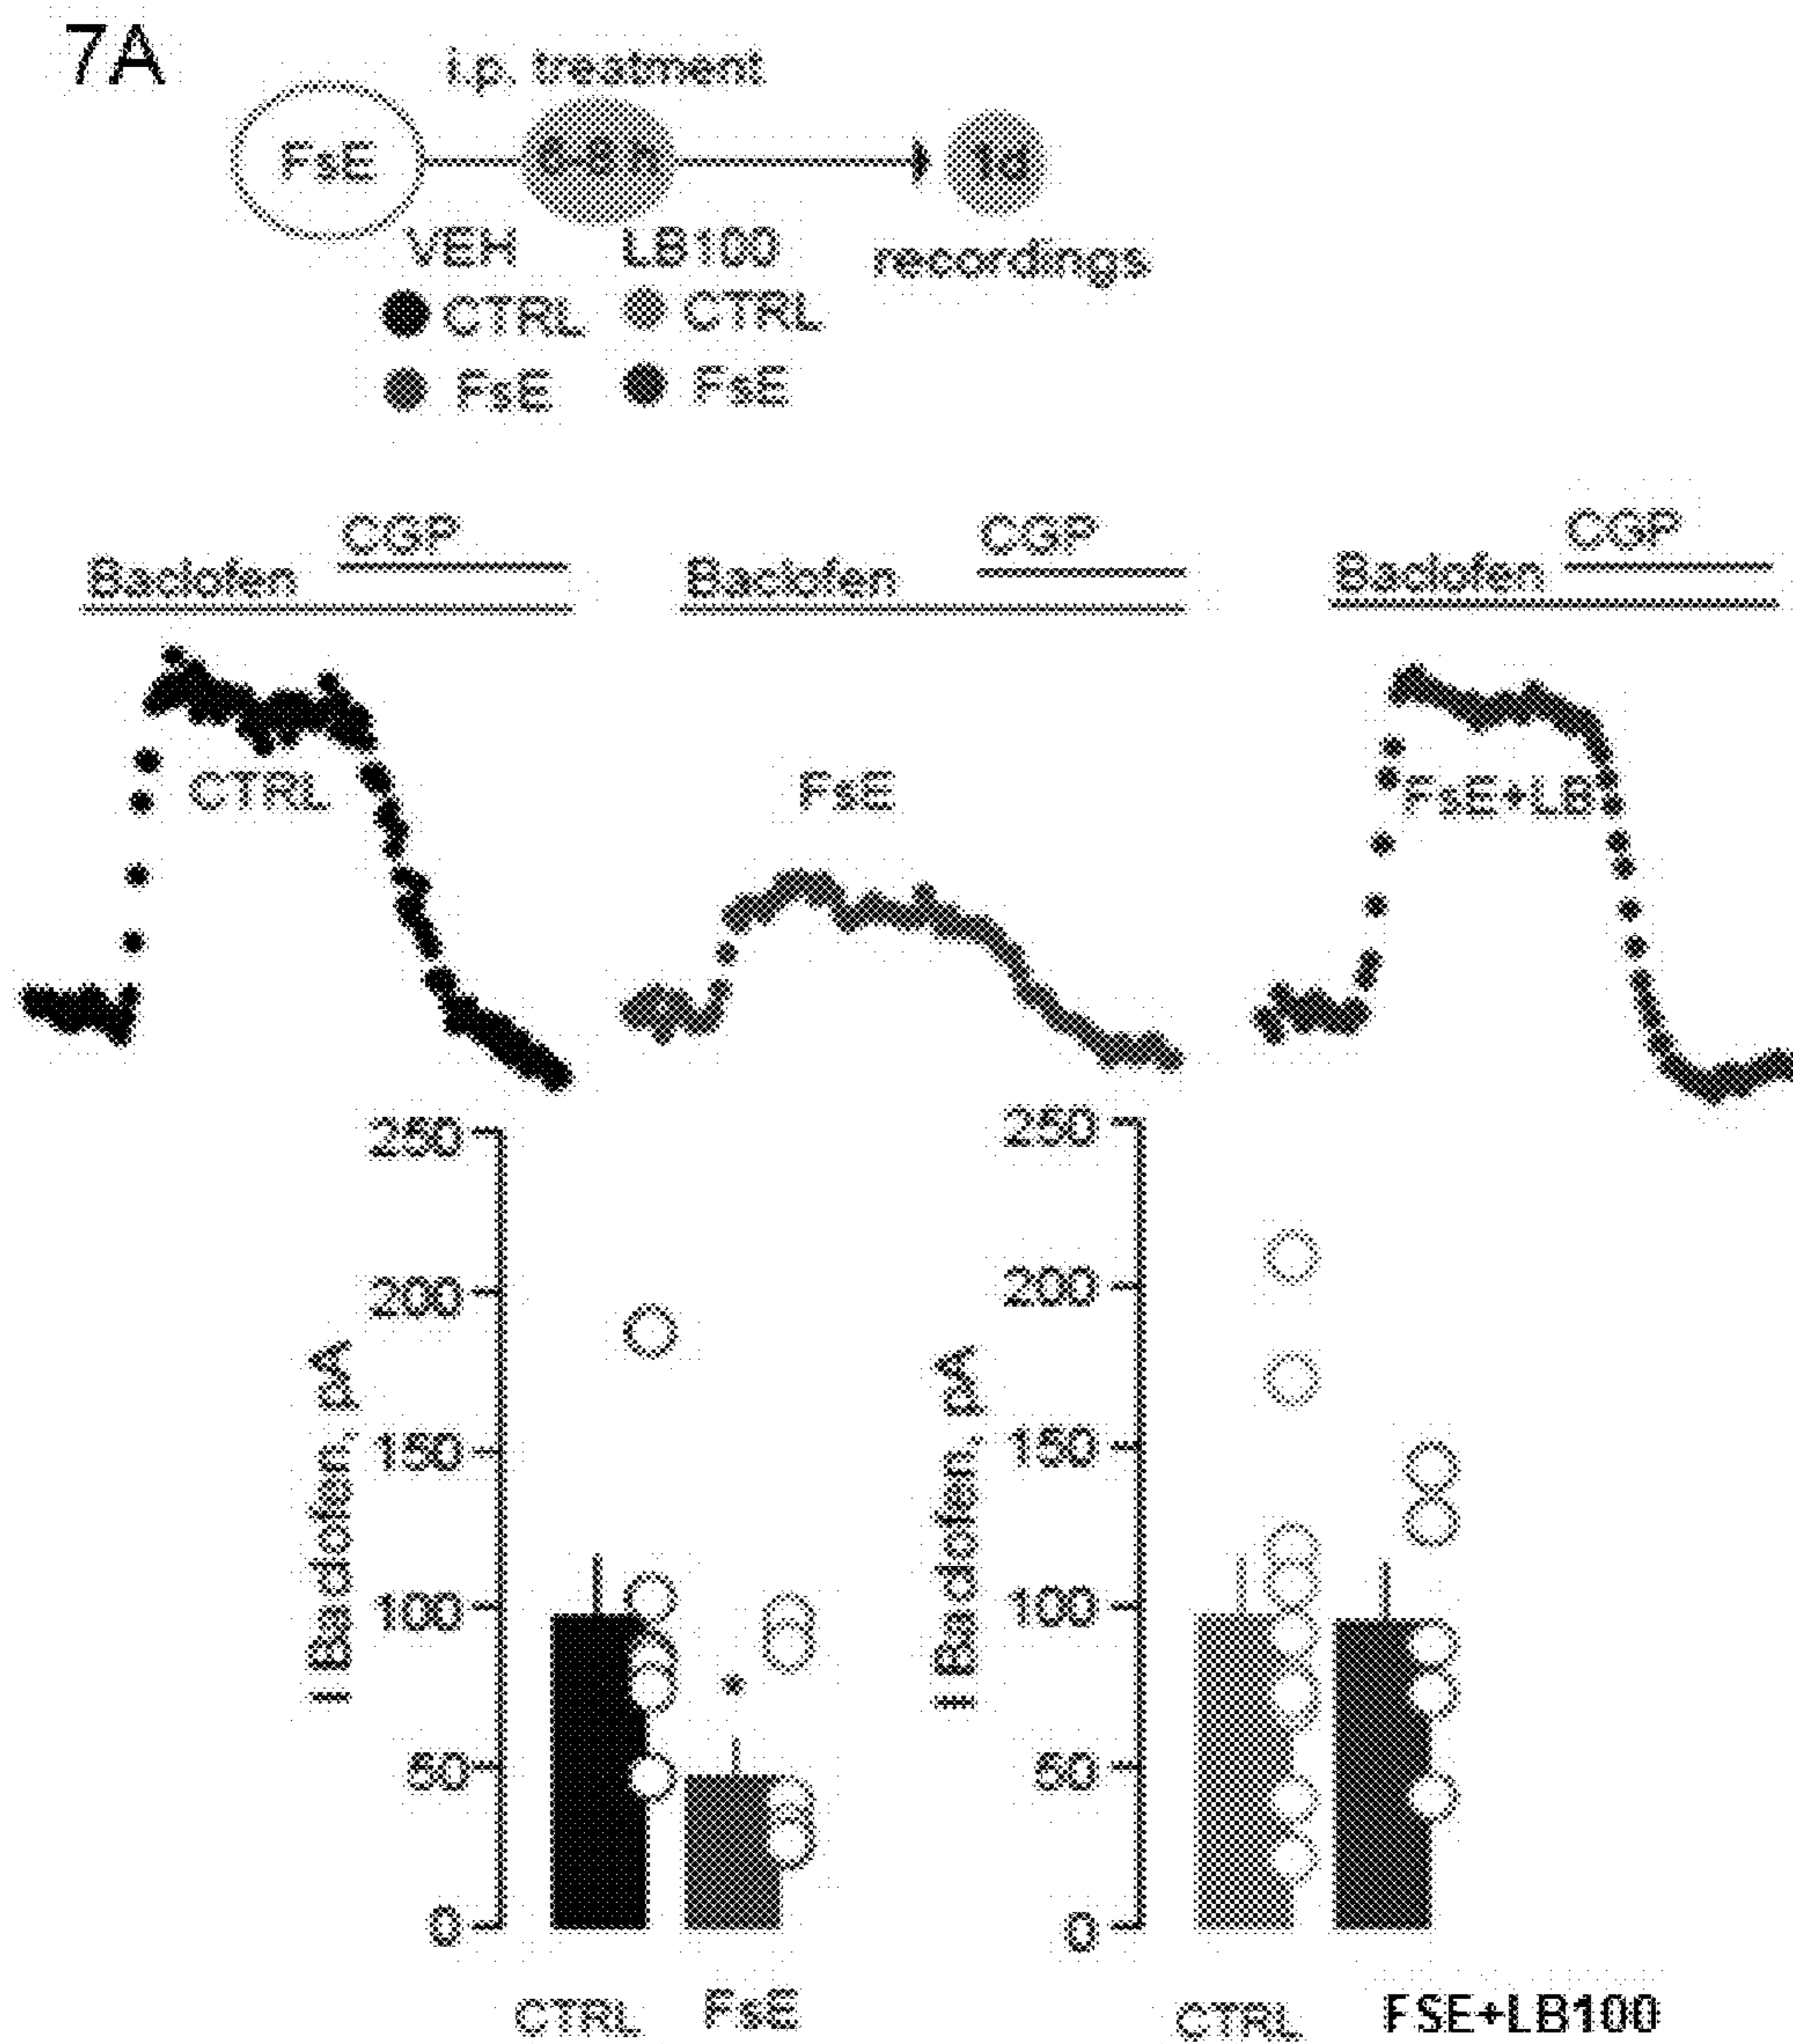 7A
i.p. treatment
FsE 6-8 h 1d
VEH LB100 recordings
CTRL CTRL
FsE FsE
CGP CGP CGP
Baclofen Baclofen Baclofen
CTRL FsE FsE+LB
250 250
200 200
150 150
100 100
50 50
0 0
I Baclofen, pA I Baclofen, pA
*
CTRL FsE CTRL FSE+LB100